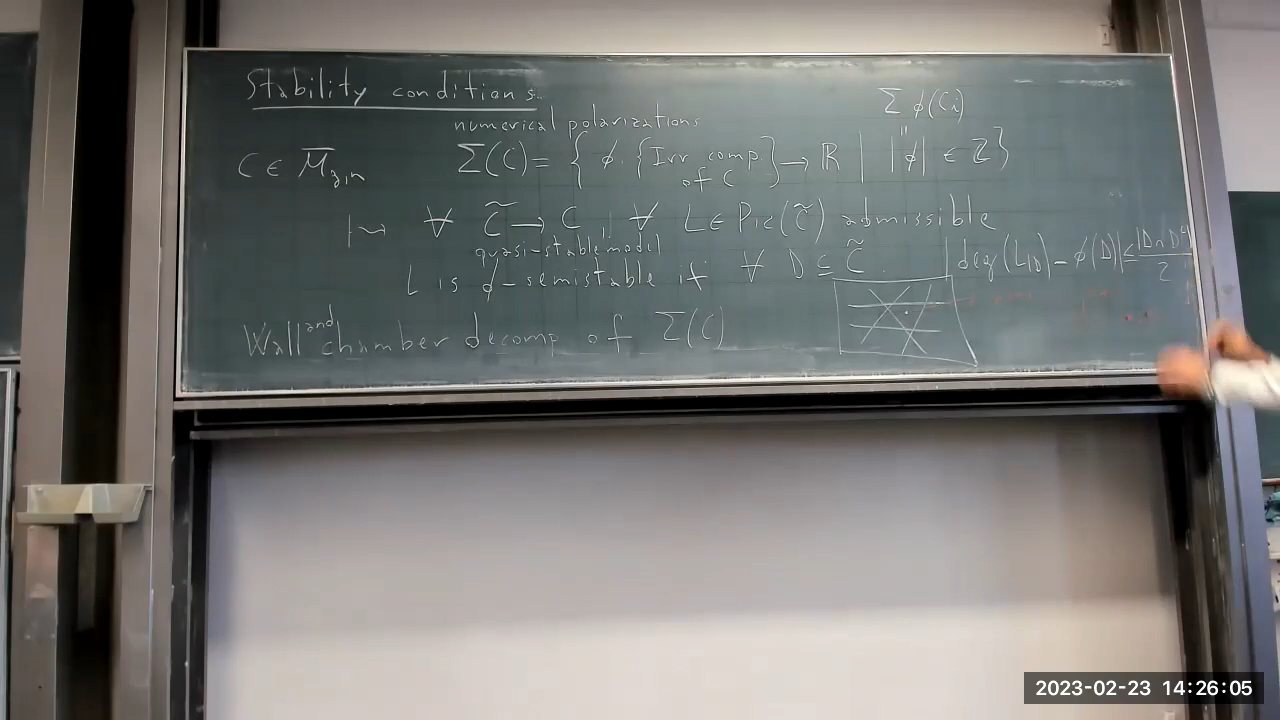 Stability conditions
numerical polarizations
Σ φ(Cᵢ)
"
C ∈ M̄_{g,n} Σ(C) = { φ: {Irr. comp. of C} → ℝ | |φ| ∈ ℤ }
↦ ∀ C̃ → C, ∀ L ∈ Pic(C̃) admissible
quasi-stable model
L is φ-semistable if ∀ D ⊆ C̃ |deg(L|_D) - φ(D)| ≤ |D ∩ Dᶜ| / 2
Wall and chamber decomp of Σ(C)
2023-02-23 14:26:05